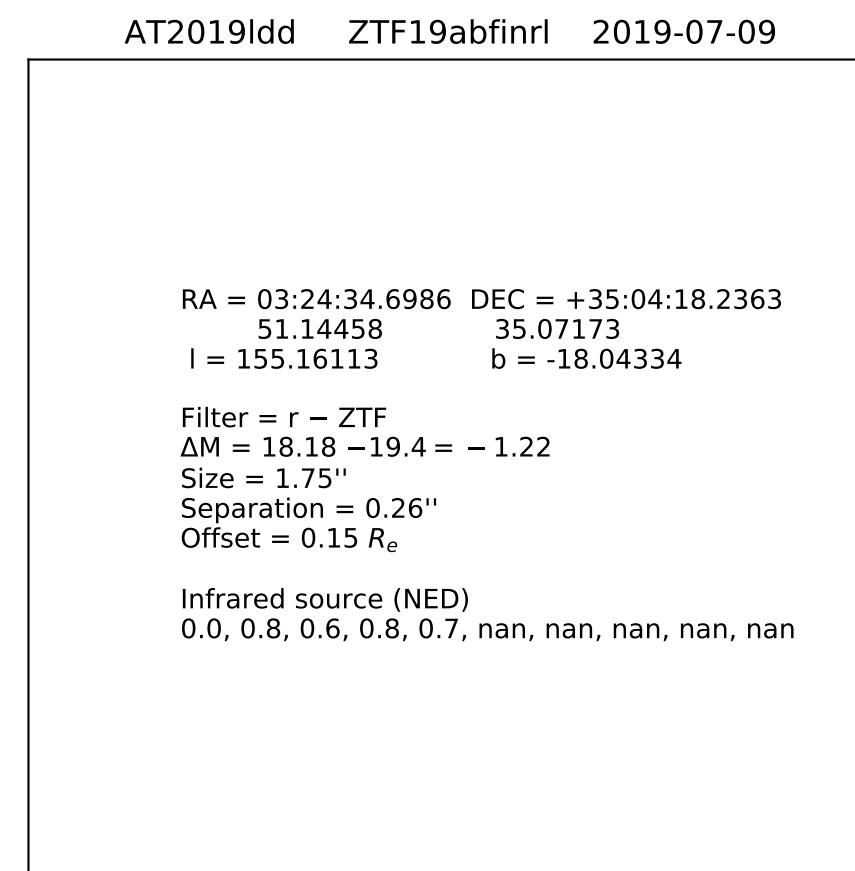 AT2019ldd ZTF19abfinrl 2019-07-09
RA = 03:24:34.6986 DEC = +35:04:18.2363
51.14458 35.07173
l = 155.16113 b = -18.04334
Filter = r − ZTF
ΔM = 18.18 −19.4 = − 1.22
Size = 1.75''
Separation = 0.26''
Offset = 0.15 Rₑ
Infrared source (NED)
0.0, 0.8, 0.6, 0.8, 0.7, nan, nan, nan, nan, nan